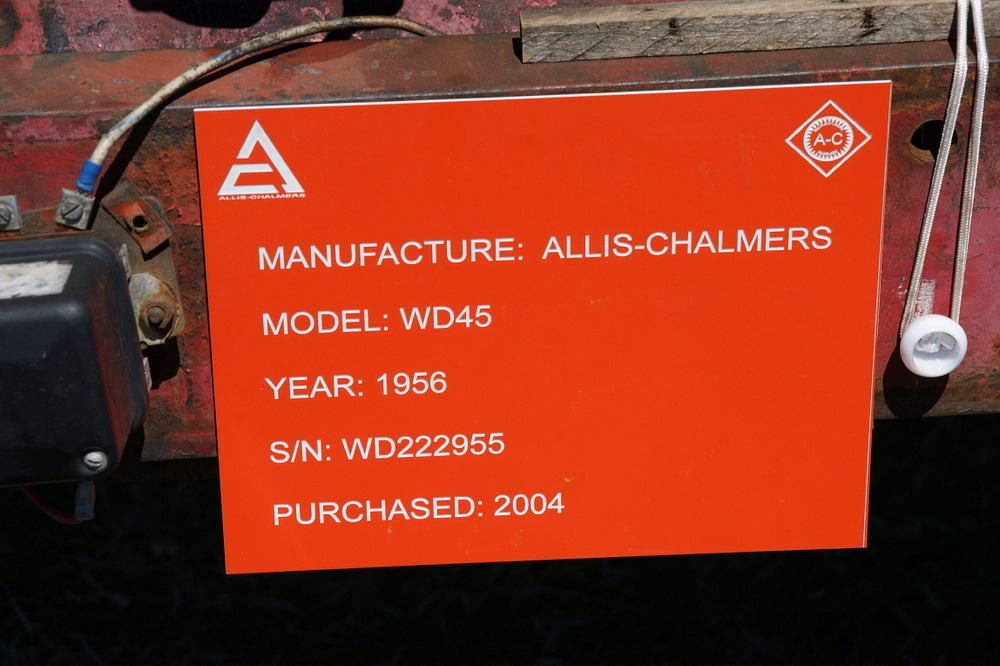 ALLIS-CHALMERS
A-C
MANUFACTURE: ALLIS-CHALMERS
MODEL: WD45
YEAR: 1956
S/N: WD222955
PURCHASED: 2004